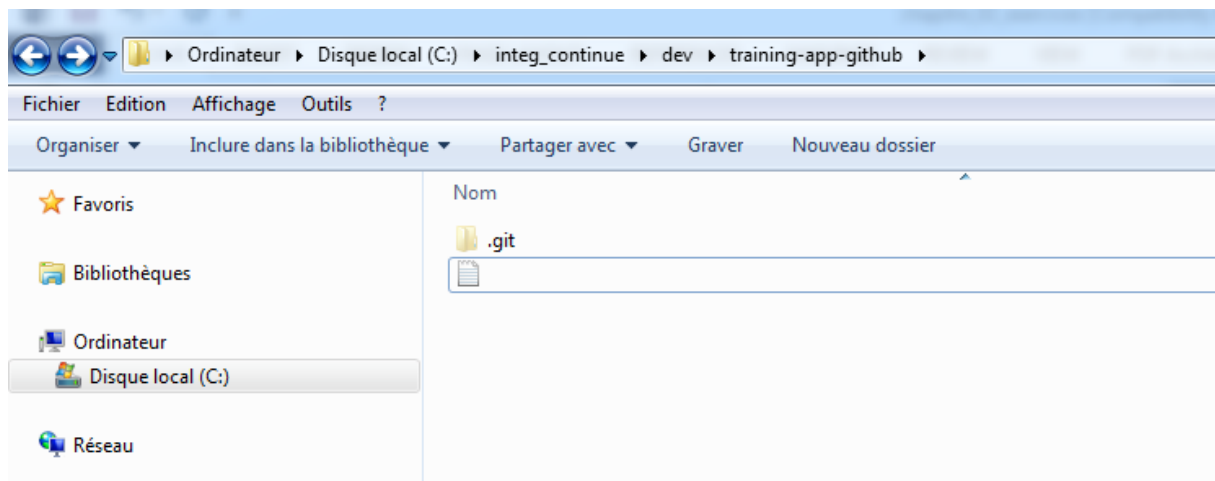 Ordinateur Disque local (C:) integ_continue dev training-app-github
Fichier Edition Affichage Outils ?
Organiser Inclure dans la bibliothèque Partager avec Graver Nouveau dossier
Favoris
Bibliothèques
Ordinateur
Disque local (C:)
Réseau
Nom
.git